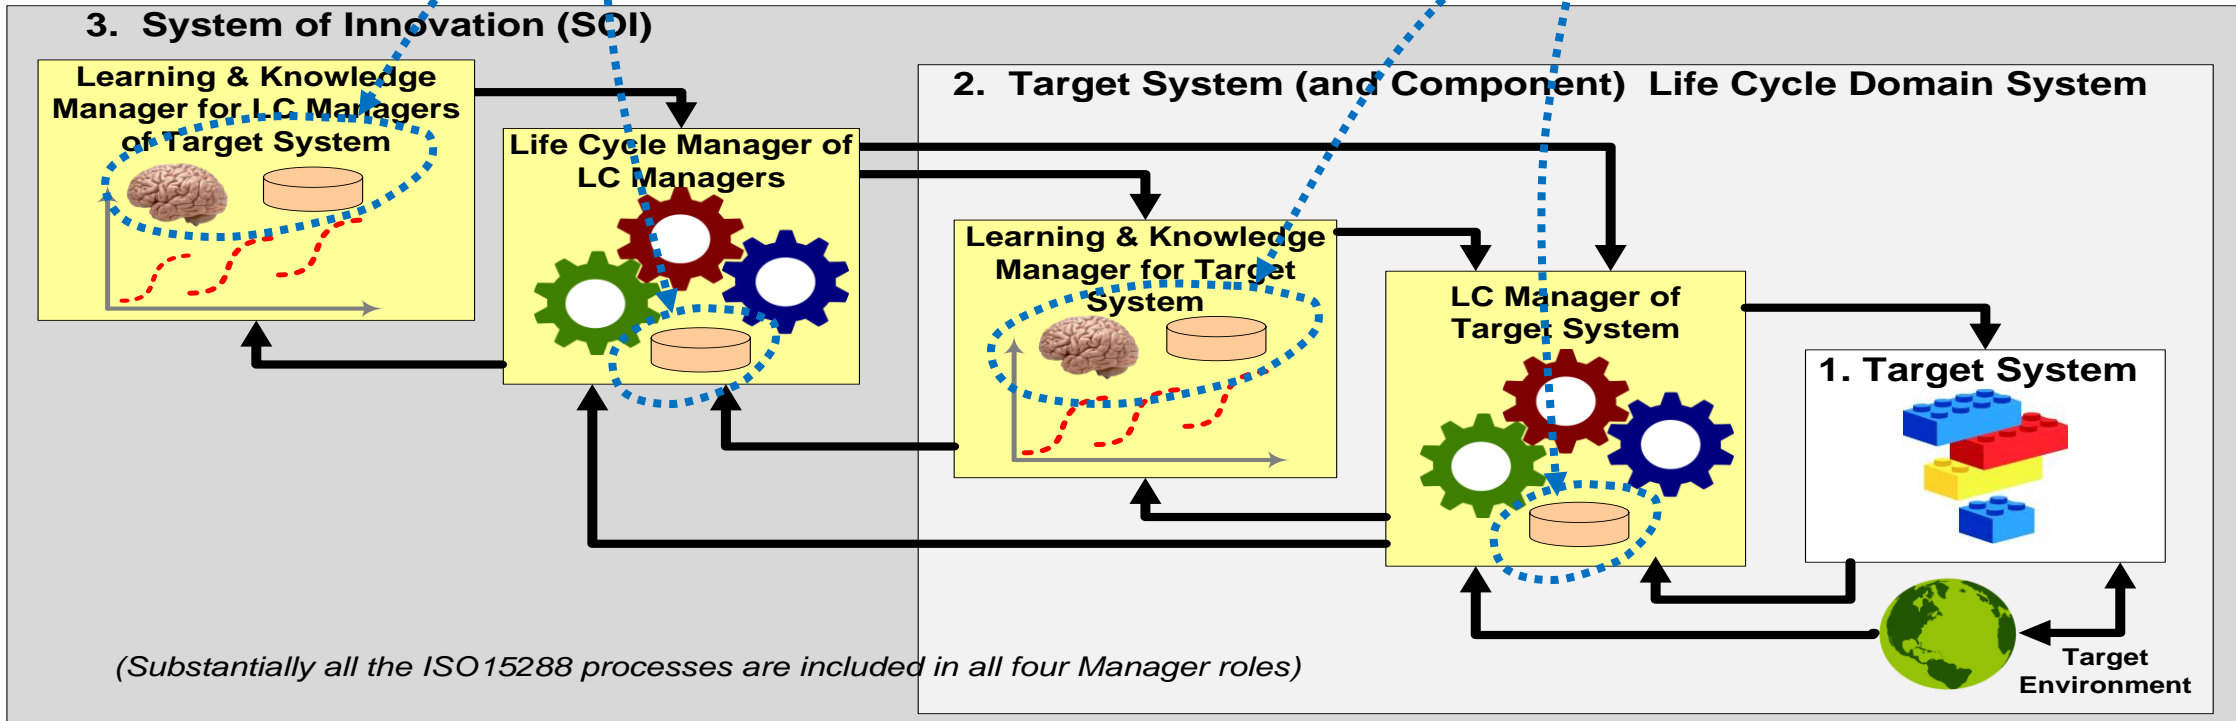 3. System of Innovation (SOI)
Learning & Knowledge
Manager for LC Managers
of Target System
Life Cycle Manager of
LC Managers
2. Target System (and Component) Life Cycle Domain System
Learning & Knowledge
Manager for Target
System
LC Manager of
Target System
1. Target System
Target
Environment
(Substantially all the ISO15288 processes are included in all four Manager roles)